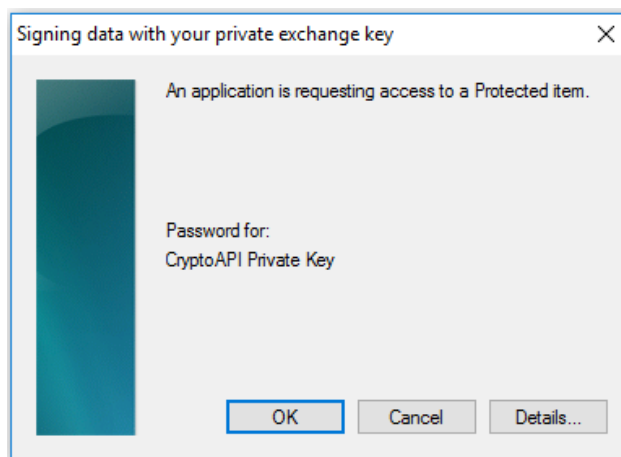 Signing data with your private exchange key
An application is requesting access to a Protected item.
Password for:
CryptoAPI Private Key
OK
Cancel
Details...